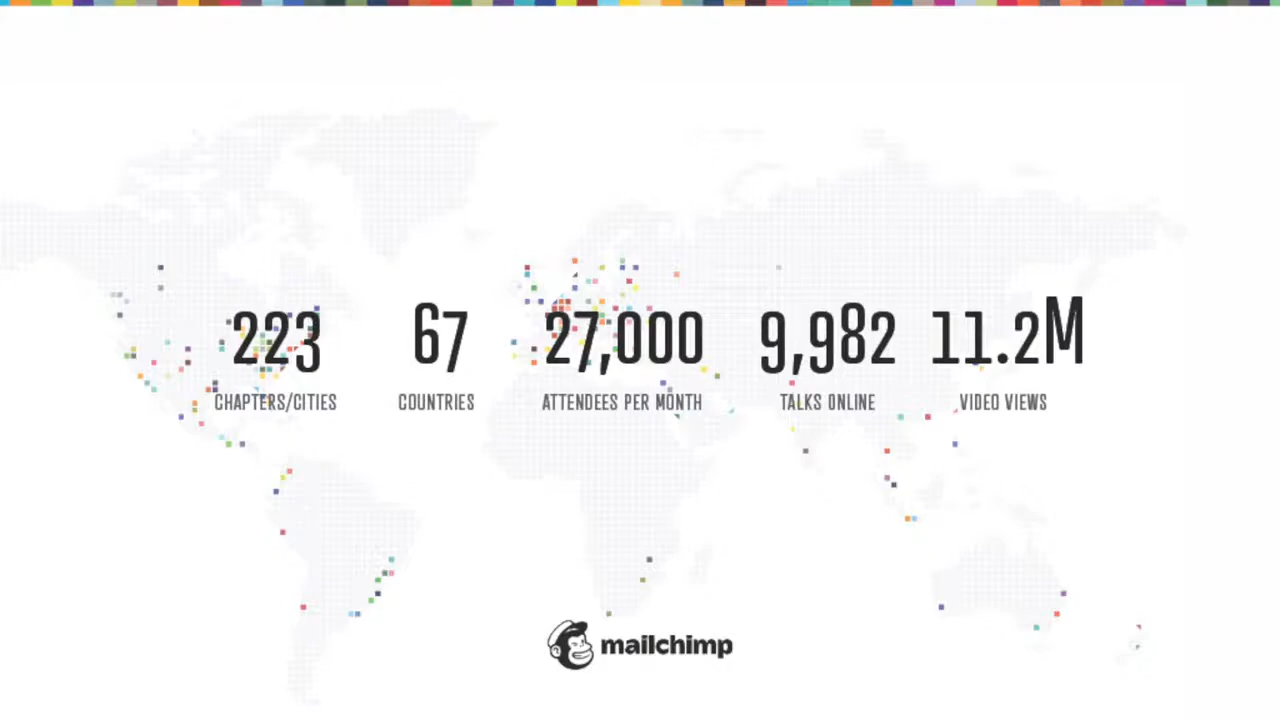 223 67 27,000 9,982 11.2M
CHAPTERS/CITIES COUNTRIES ATTENDEES PER MONTH TALKS ONLINE VIDEO VIEWS
mailchimp